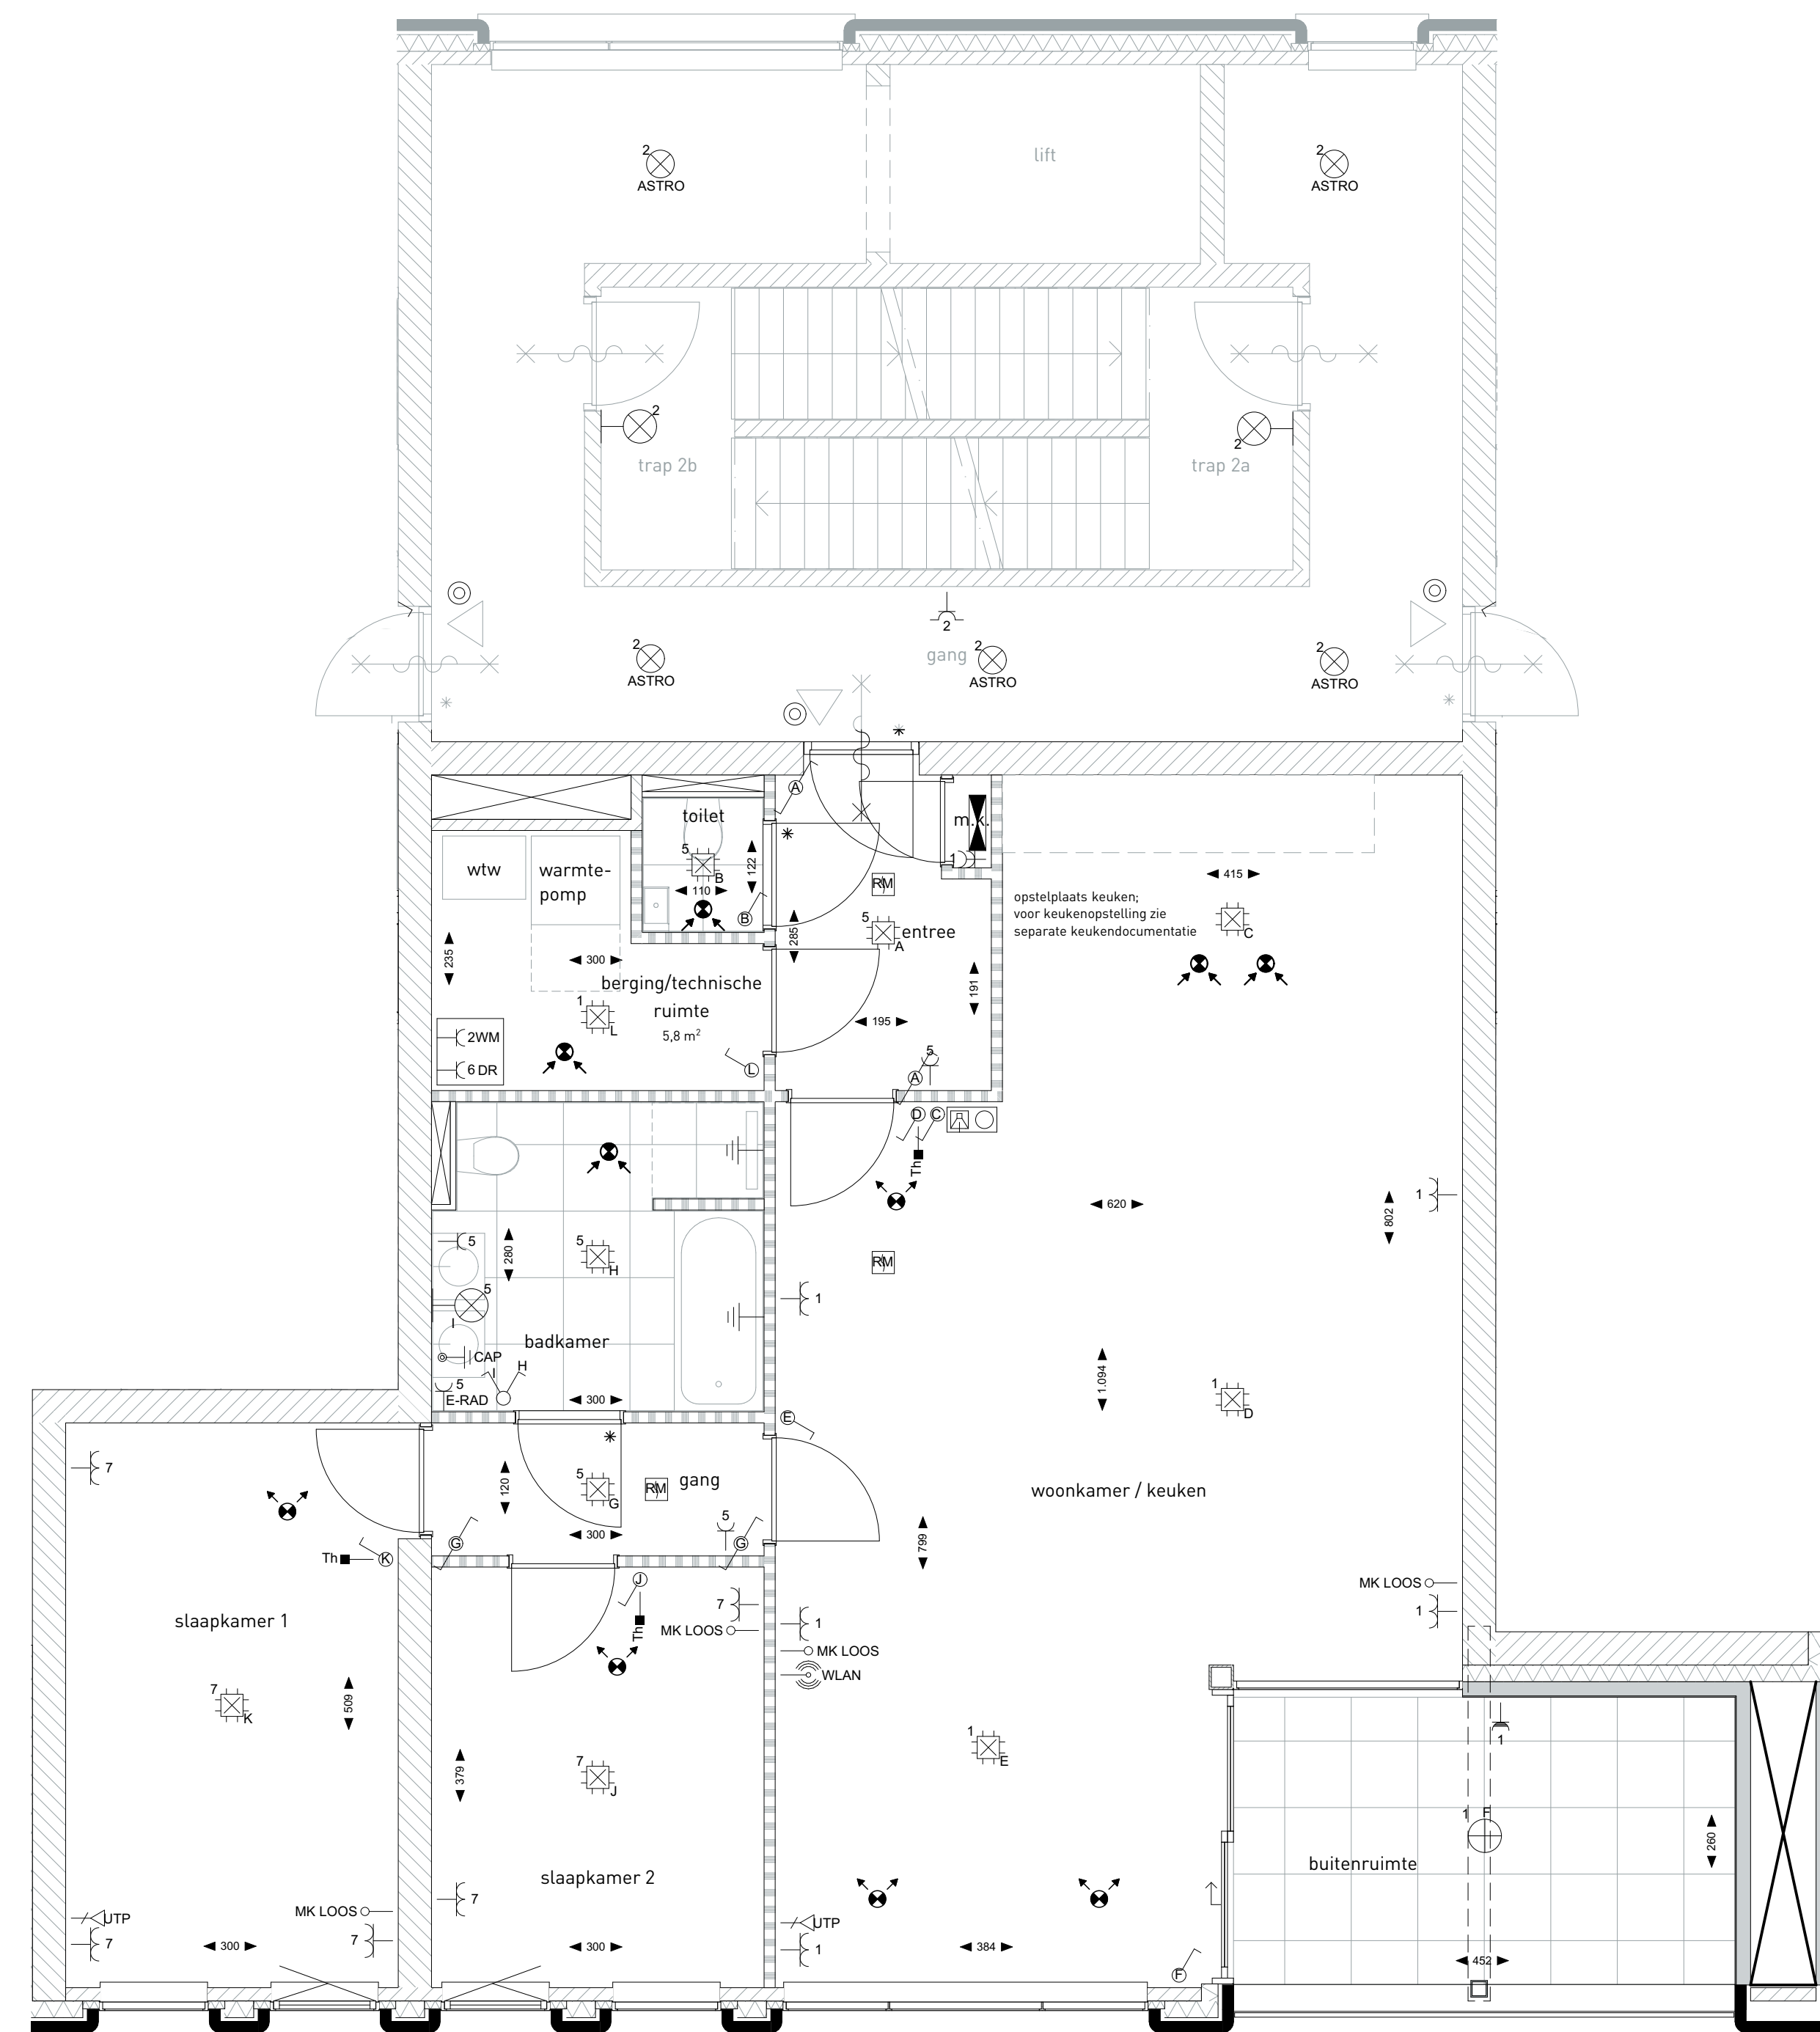 2
ASTRO
lift
2
ASTRO
2
2
trap 2b
trap 2a
2
gang
2
ASTRO
2
ASTRO
2
ASTRO
A
toilet
m.k.
5
B
122
110
B
1
wtw
warmte-
pomp
RM
415
opstelplaats keuken;
voor keukenopstelling zie
separate keukendocumentatie
C
5
A
entree
285
235
300
berging/technische
ruimte
5,8 m²
191
195
1
L
2WM
6 DR
L
5
A
D
C
Th
1
620
802
280
5
5
H
RM
5
I
1
badkamer
CAP
I
H
5
E-RAD
300
1.094
1
D
E
7
120
5
G
RM
gang
woonkamer / keuken
300
5
G
G
799
Th
K
J
Th
7
MK LOOS
MK LOOS
1
1
MK LOOS
WLAN
slaapkamer 1
7
K
509
379
7
J
1
E
1
1
F
buitenruimte
260
slaapkamer 2
7
MK LOOS
UTP
7
7
300
300
UTP
1
384
F
452